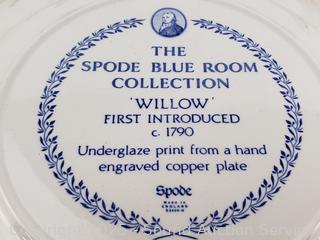 THE
SPODE BLUE ROOM
COLLECTION
'WILLOW'
FIRST INTRODUCED
c. 1790
Underglaze print from a hand
engraved copper plate
Spode
MADE IN
ENGLAND